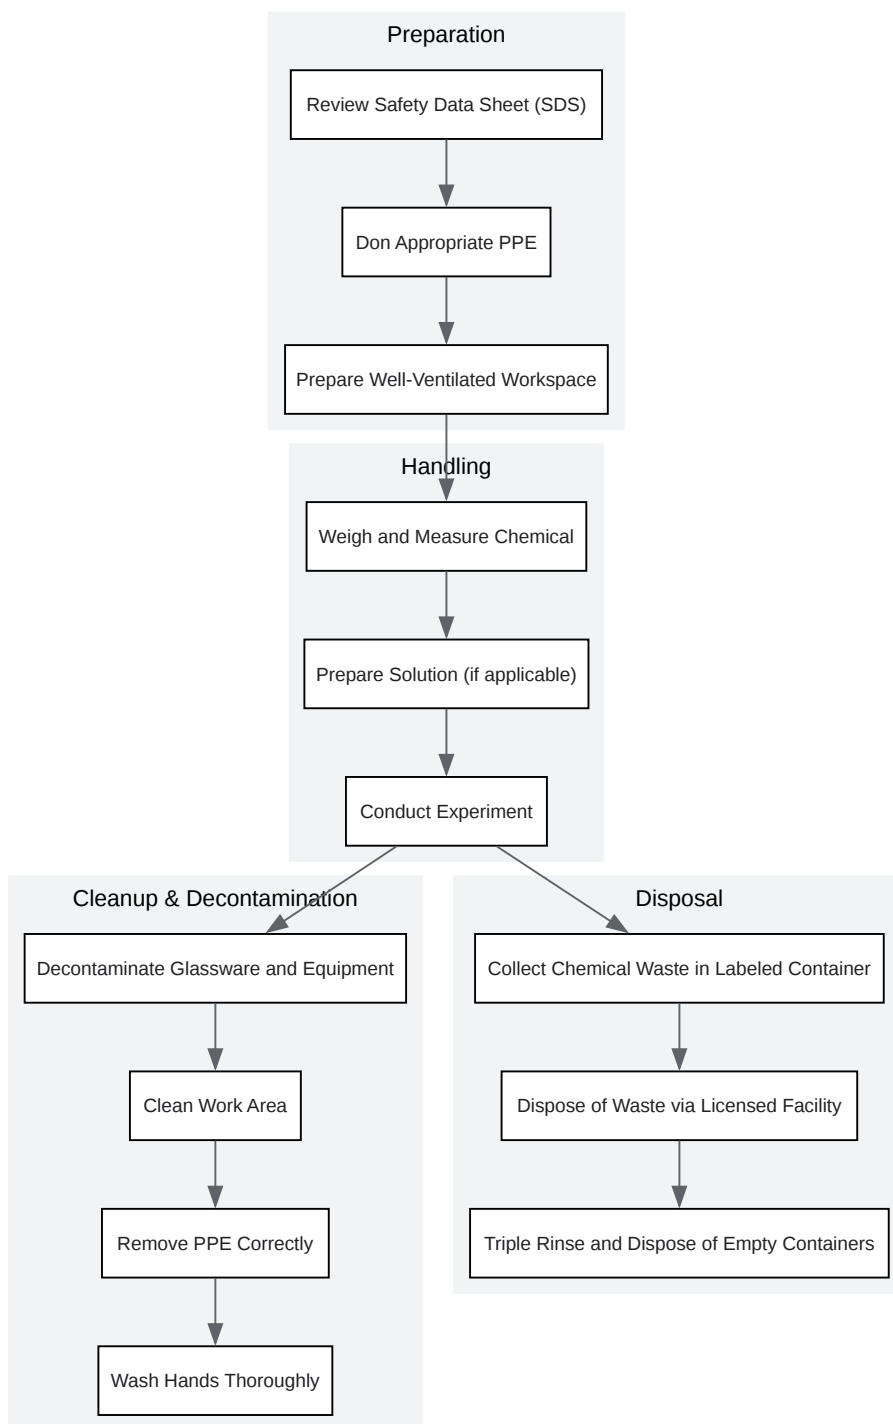 Preparation
Review Safety Data Sheet (SDS)
Don Appropriate PPE
Prepare Well-Ventilated Workspace
Handling
Weigh and Measure Chemical
Prepare Solution (if applicable)
Conduct Experiment
Cleanup & Decontamination
Decontaminate Glassware and Equipment
Clean Work Area
Remove PPE Correctly
Wash Hands Thoroughly
Disposal
Collect Chemical Waste in Labeled Container
Dispose of Waste via Licensed Facility
Triple Rinse and Dispose of Empty Containers